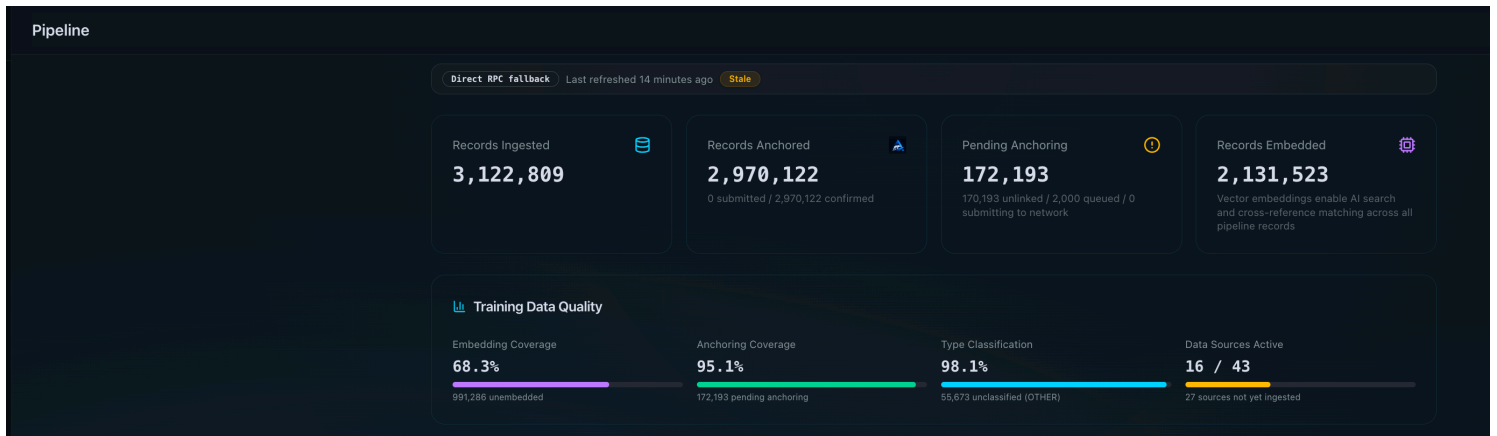 Pipeline
Direct RPC fallback Last refreshed 14 minutes ago Stale
Records Ingested
3,122,809
Records Anchored
2,970,122
0 submitted / 2,970,122 confirmed
Pending Anchoring
172,193
170,193 unlinked / 2,000 queued / 0
submitting to network
Records Embedded
2,131,523
Vector embeddings enable AI search
and cross-reference matching across all
pipeline records
Training Data Quality
Embedding Coverage
68.3%
991,286 unembedded
Anchoring Coverage
95.1%
172,193 pending anchoring
Type Classification
98.1%
55,673 unclassified (OTHER)
Data Sources Active
16 / 43
27 sources not yet ingested